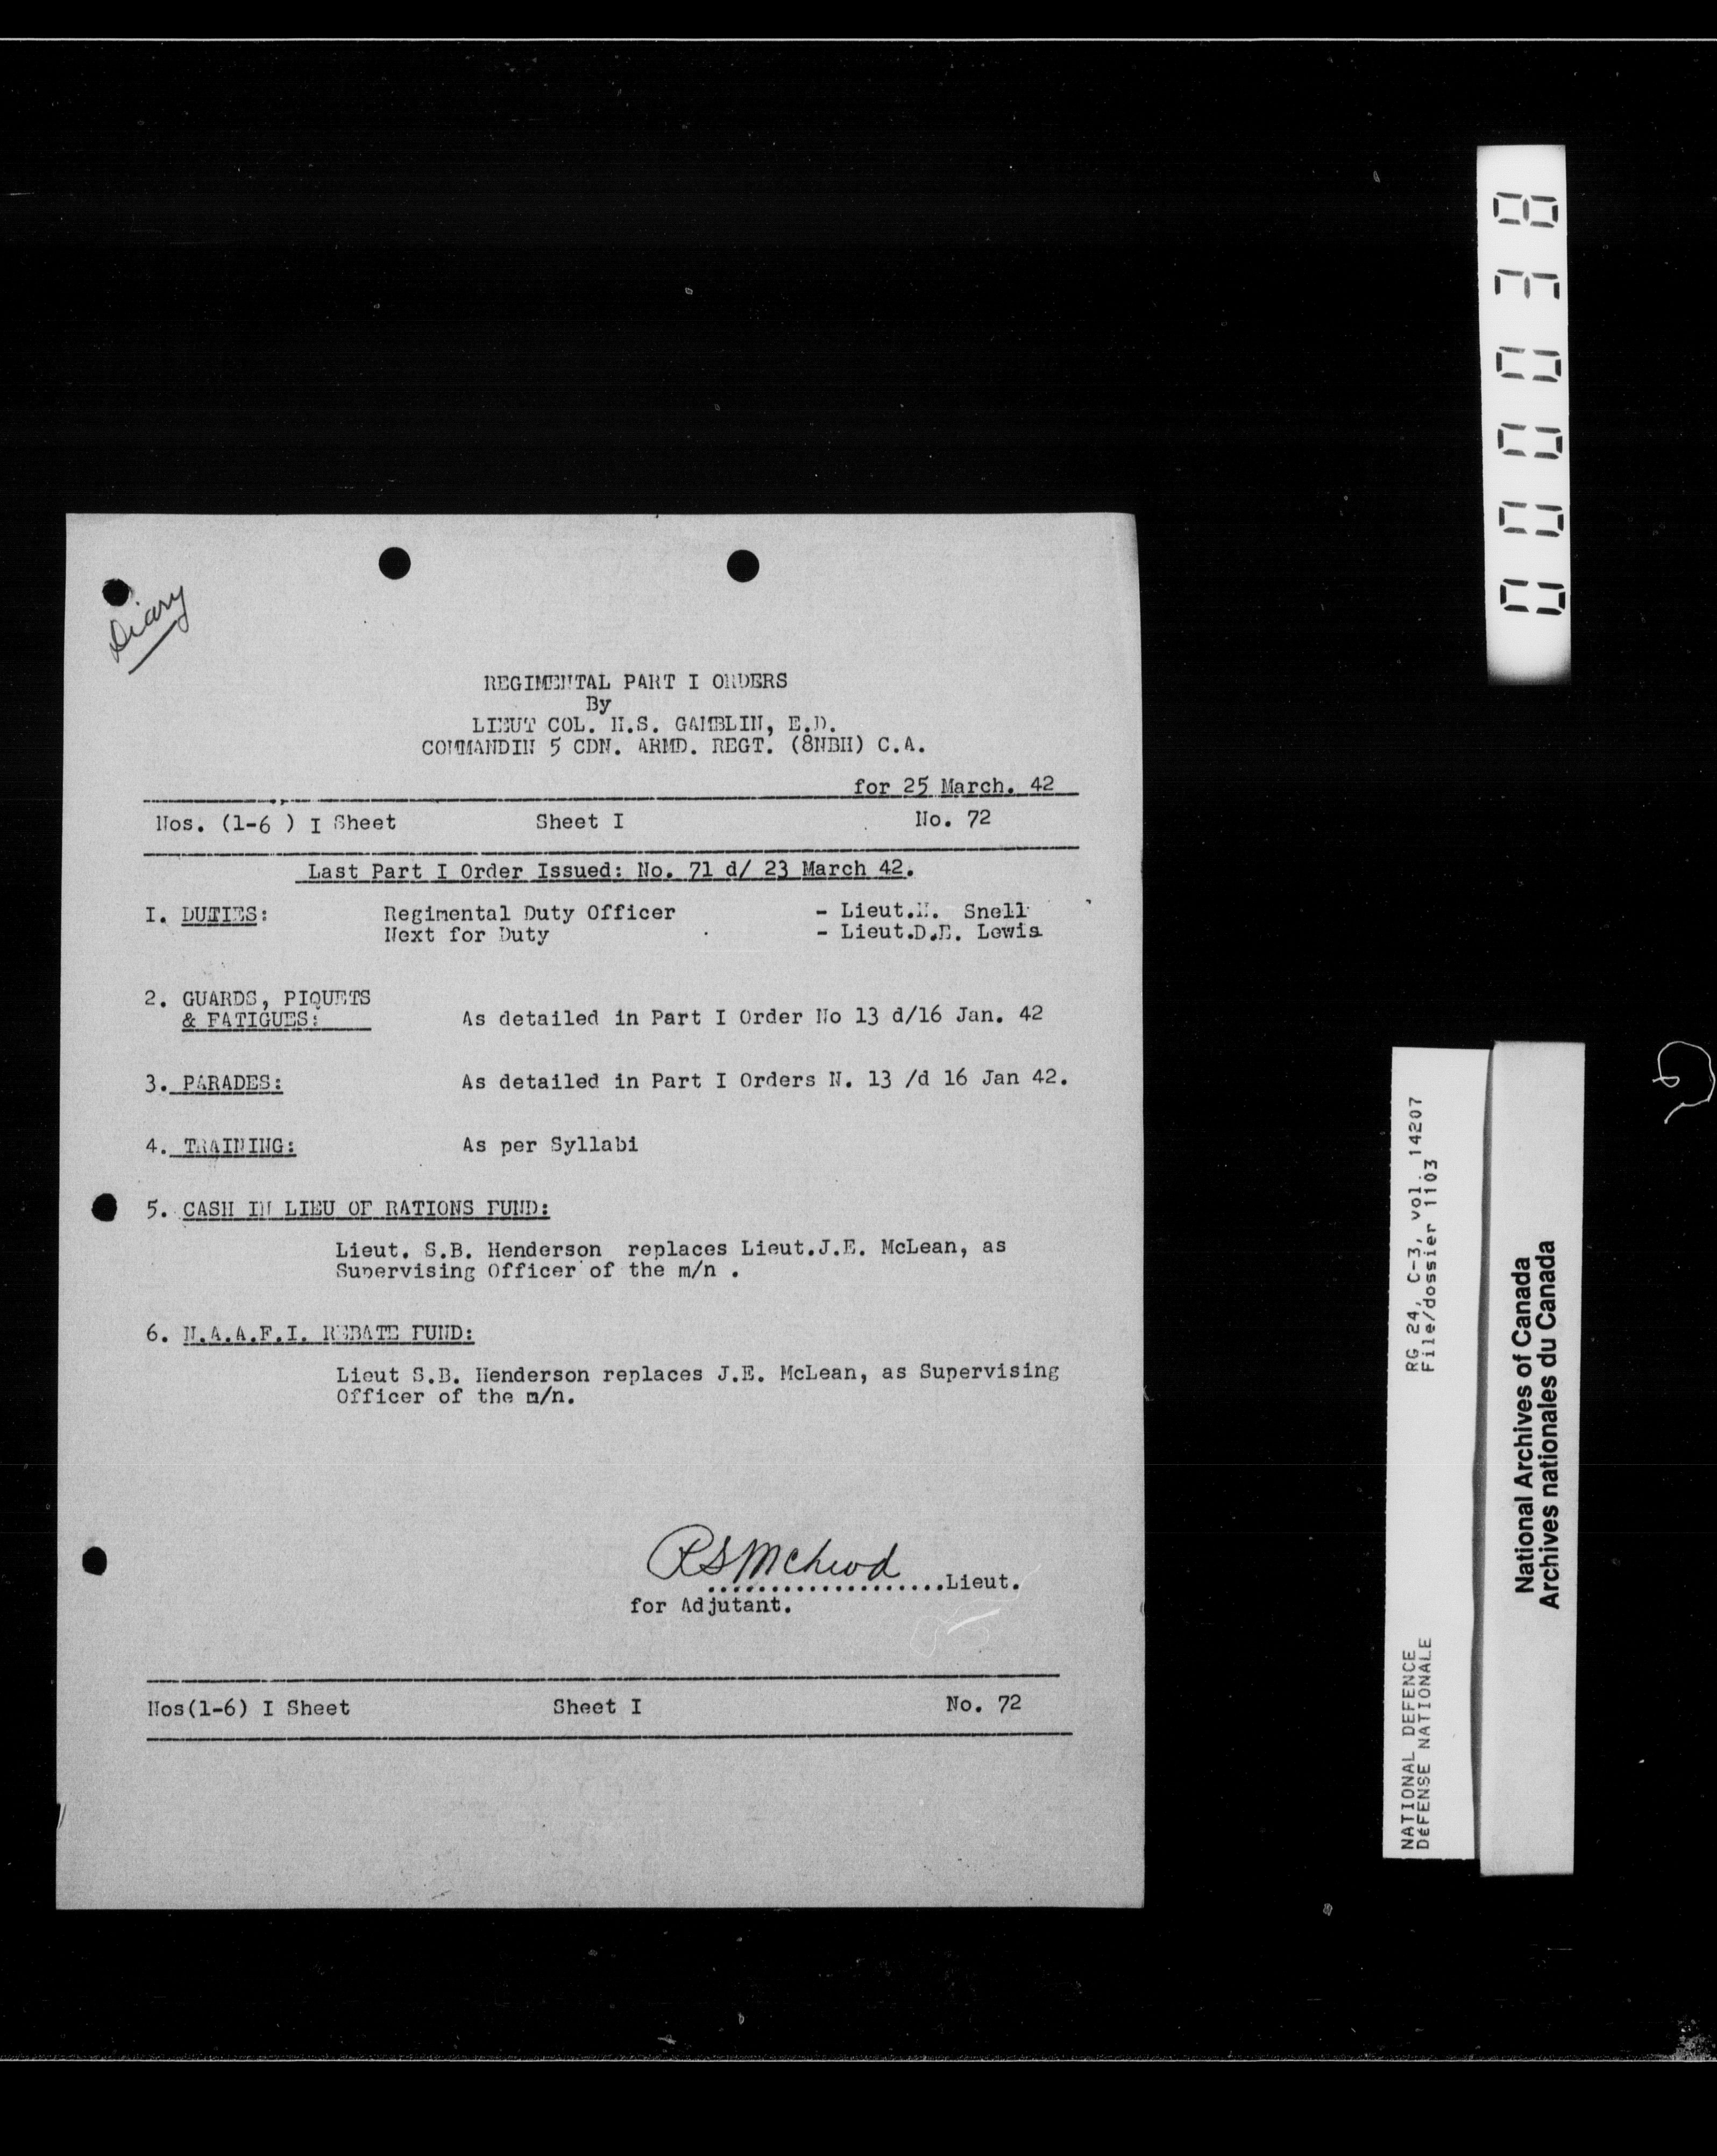 Diary
REGIMENTAL PART I ORDERS
By
LIEUT COL. H.S. GAMBLIN, E.D.
COMMANDIN 5 CDN. ARMD. REGT. (8NBH) C.A.
for 25 March. 42
Nos. (1-6 ) I Sheet Sheet I No. 72
Last Part I Order Issued: No. 71 d/ 23 March 42.
I. DUTIES: Regimental Duty Officer - Lieut. Snell
Next for Duty - Lieut.D.E. Lewis
2. GUARDS, PIQUETS
& FATIGUES: As detailed in Part I Order No 13 d/16 Jan. 42
3. PARADES: As detailed in Part I Orders N. 13 /d 16 Jan 42.
4. TRAINING: As per Syllabi
5. CASH IN LIEU OF RATIONS FUND:
Lieut. S.B. Henderson replaces Lieut.J.E. McLean, as
Supervising Officer of the m/n .
6. N.A.A.F.I. REBATE FUND:
Lieut S.B. Henderson replaces J.E. McLean, as Supervising
Officer of the m/n.
RSMcLeod
...................Lieut.
for Adjutant.
Nos(1-6) I Sheet Sheet I No. 72
000038
RG 24, C-3, vol. 14207
File/dossier 1103
NATIONAL DEFENCE
DéFENSE NATIONALE
National Archives of Canada
Archives nationales du Canada